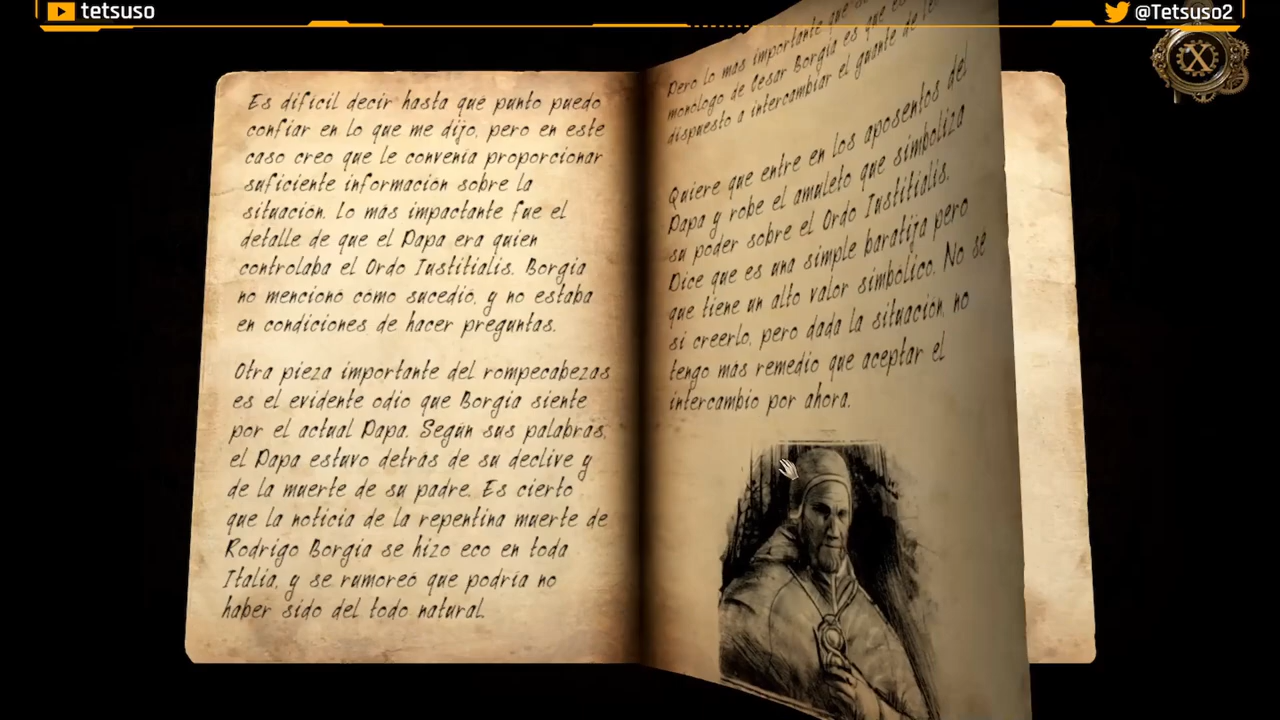 tetsuso
@Tetsuso2
X
Es difícil decir hasta qué punto puedo
confiar en lo que me dijo, pero en este
caso creo que le convenía proporcionar
suficiente información sobre la
situación. Lo más impactante fue el
detalle de que el Papa era quien
controlaba el Ordo Iustitialis. Borgia
no mencionó cómo sucedió, y no estaba
en condiciones de hacer preguntas.
Otra pieza importante del rompecabezas
es el evidente odio que Borgia siente
por el actual Papa. Según sus palabras,
el Papa estuvo detrás de su declive y
de la muerte de su padre. Es cierto
que la noticia de la repentina muerte de
Rodrigo Borgia se hizo eco en toda
Italia, y se rumoreó que podría no
haber sido del todo natural.
Pero lo más importante que
monólogo de César Borgia es que
dispuesto a intercambiar el guante de
Quiere que entre en los aposentos del
Papa y robe el amuleto que simboliza
su poder sobre el Ordo Iustitialis.
Dice que es una simple baratija pero
que tiene un alto valor simbólico. No sé
si creerlo, pero dada la situación, no
tengo más remedio que aceptar el
intercambio por ahora.